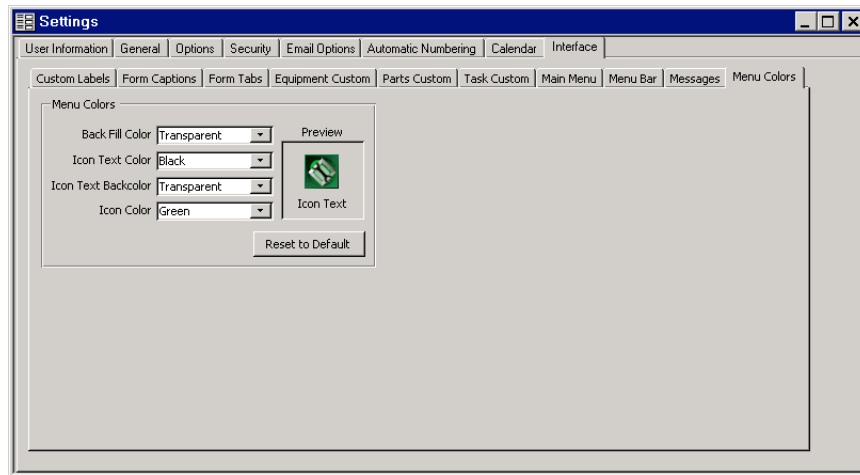 Settings
User Information General Options Security Email Options Automatic Numbering Calendar Interface
Custom Labels Form Captions Form Tabs Equipment Custom Parts Custom Task Custom Main Menu Menu Bar Messages Menu Colors
Menu Colors
Back Fill Color Transparent
Icon Text Color Black
Icon Text Backcolor Transparent
Icon Color Green
Preview
Icon Text
Reset to Default